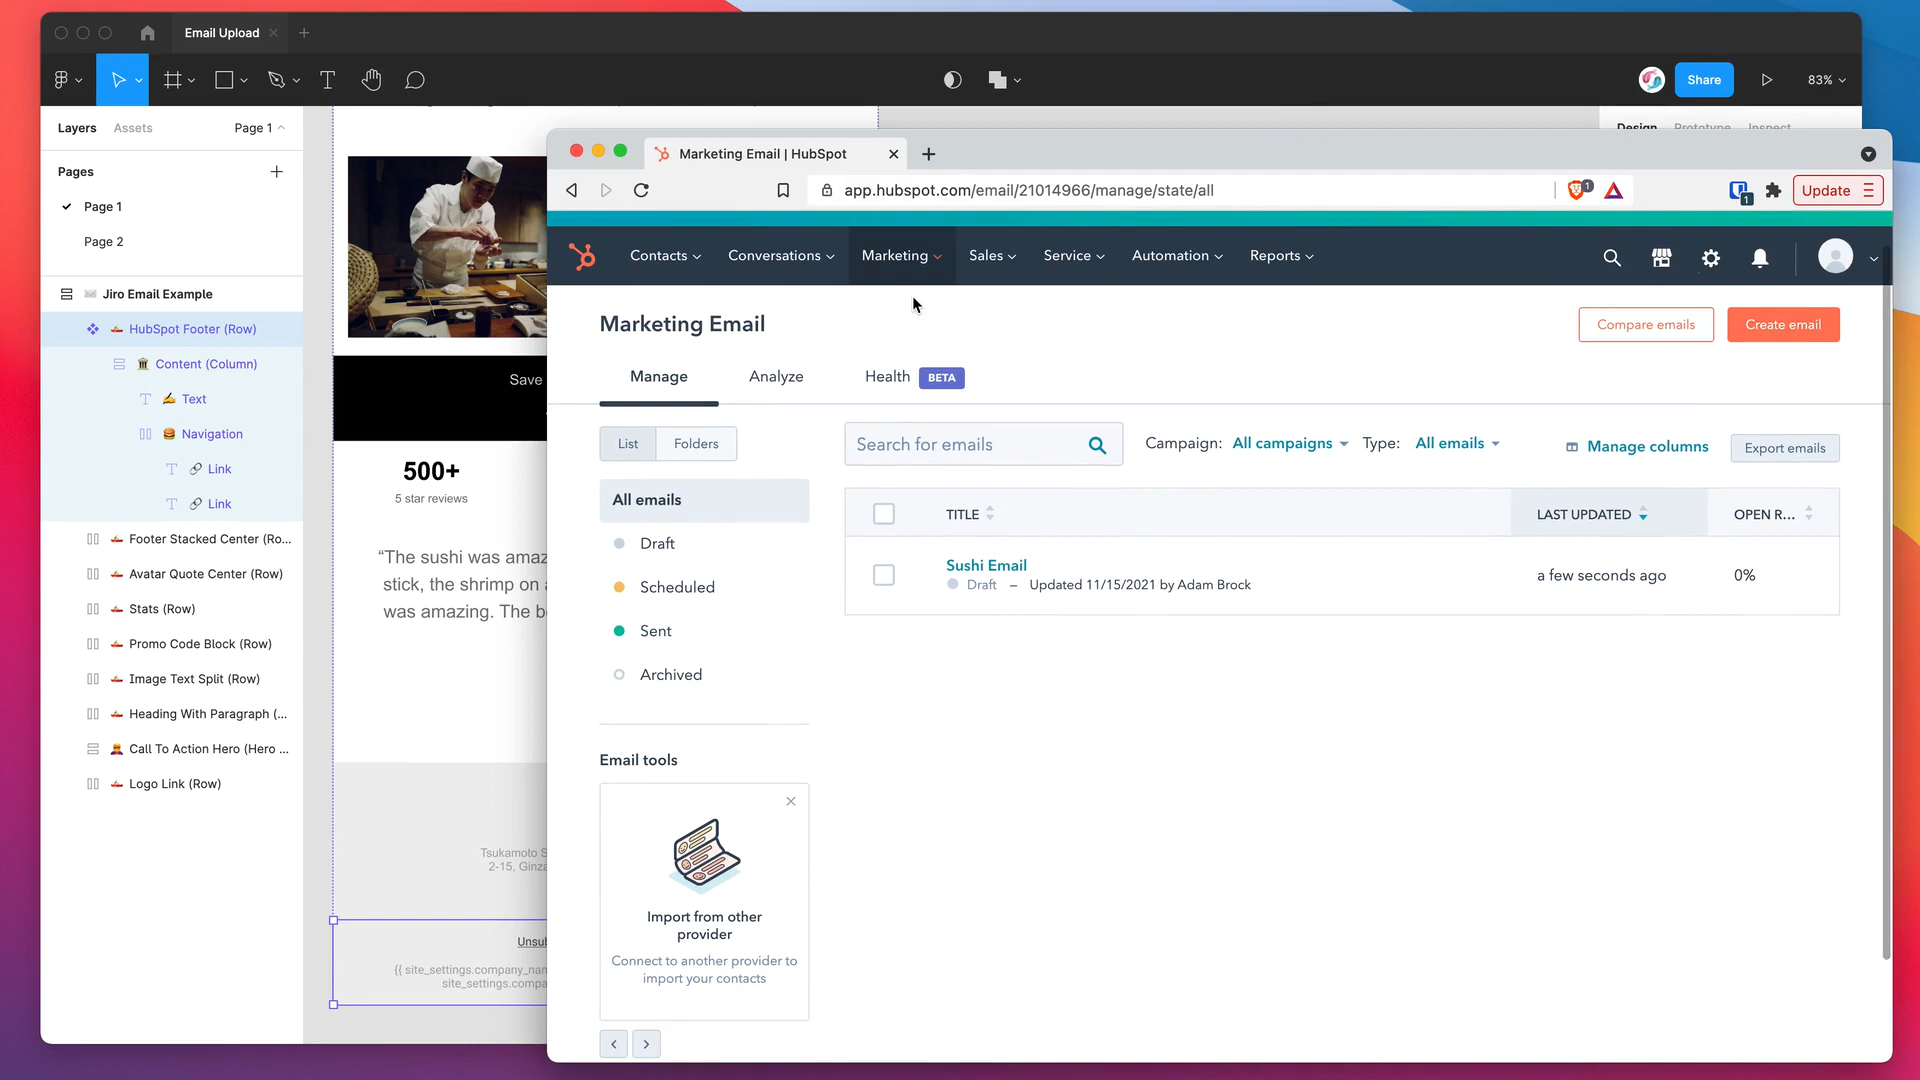 Email Upload
Share
83%
Layers
Assets
Page 1
Design
Prototype
Inspect
Pages
Page 1
Page 2
Jiro Email Example
HubSpot Footer (Row)
Content (Column)
Text
Navigation
Link
Link
Footer Stacked Center (Ro...
Avatar Quote Center (Row)
Stats (Row)
Promo Code Block (Row)
Image Text Split (Row)
Heading With Paragraph (...
Call To Action Hero (Hero ...
Logo Link (Row)
Save
500+
5 star reviews
“The sushi was amaz
stick, the shrimp on
was amazing. The
Tsukamoto S
2-15, Ginza
Unsub
{{ site_settings.company_nam
site_settings.compa
Marketing Email | HubSpot
app.hubspot.com/email/21014966/manage/state/all
1
1
Update
Contacts
Conversations
Marketing
Sales
Service
Automation
Reports
Marketing Email
Compare emails
Create email
Manage
Analyze
Health
BETA
List
Folders
Search for emails
Campaign:
All campaigns
Type:
All emails
Manage columns
Export emails
All emails
Draft
Scheduled
Sent
Archived
TITLE
LAST UPDATED
OPEN R...
Sushi Email
Draft – Updated 11/15/2021 by Adam Brock
a few seconds ago
0%
Email tools
Import from other
provider
Connect to another provider to
import your contacts